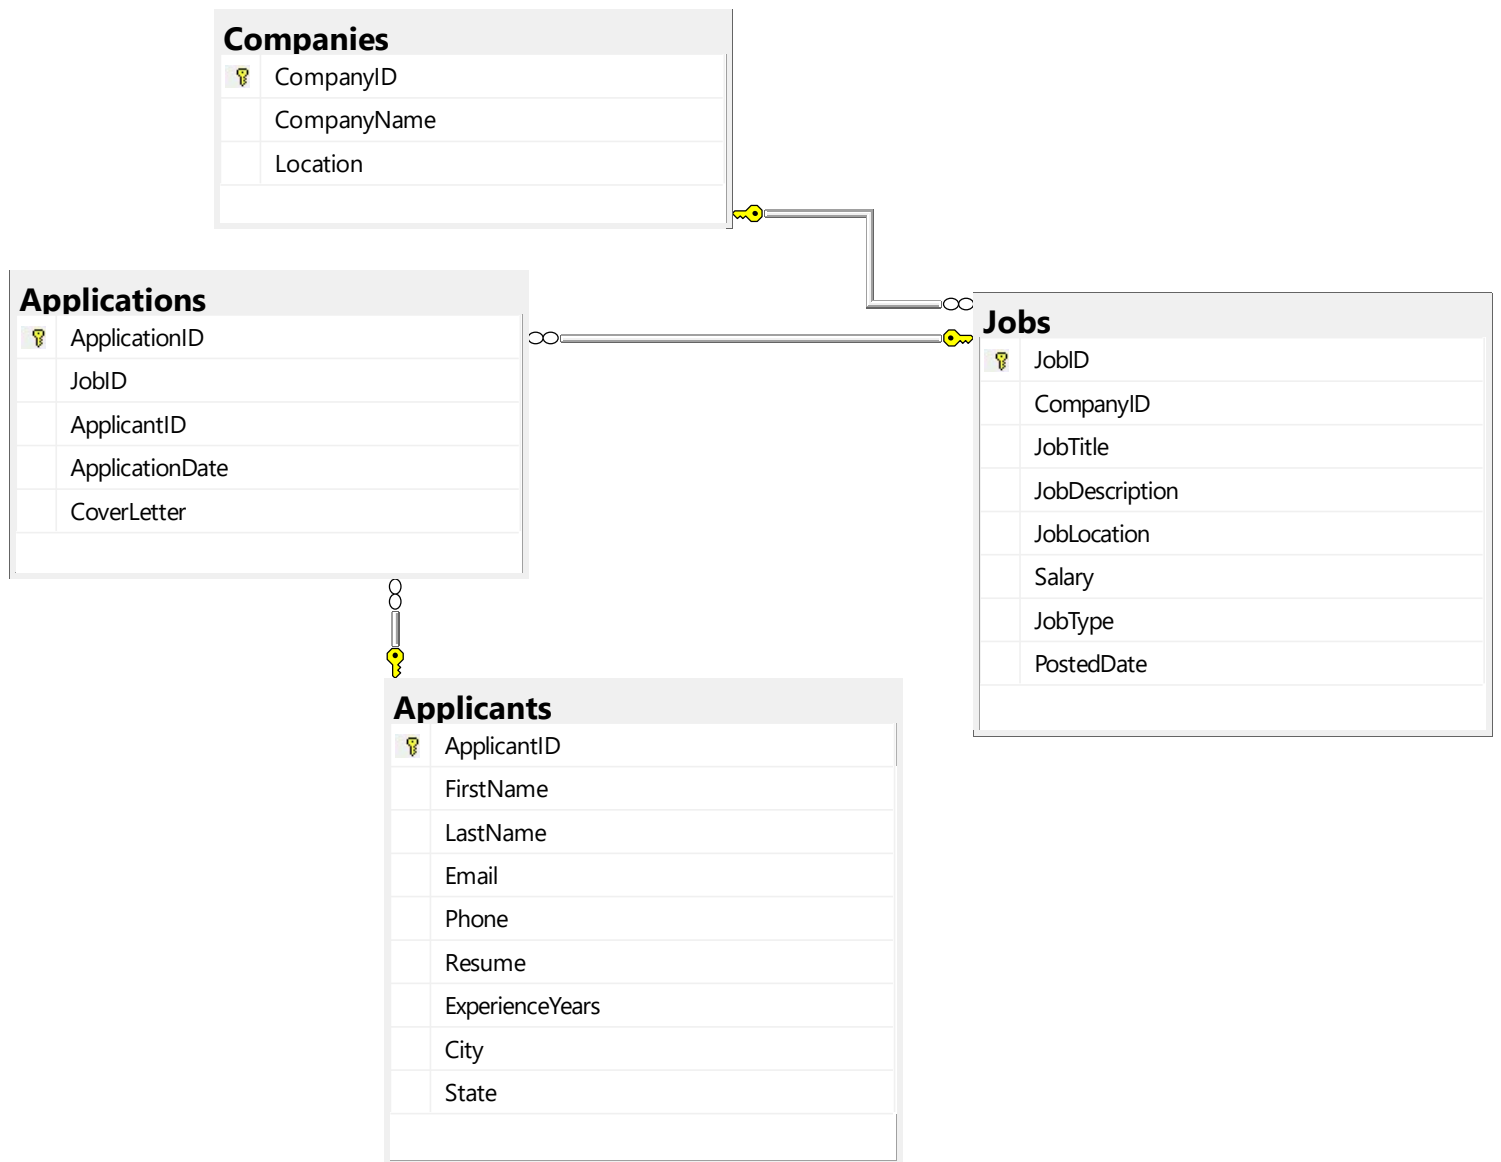 Companies
CompanyID
CompanyName
Location
Applications
ApplicationID
JobID
ApplicantID
ApplicationDate
CoverLetter
Jobs
JobID
CompanyID
JobTitle
JobDescription
JobLocation
Salary
JobType
PostedDate
Applicants
ApplicantID
FirstName
LastName
Email
Phone
Resume
ExperienceYears
City
State